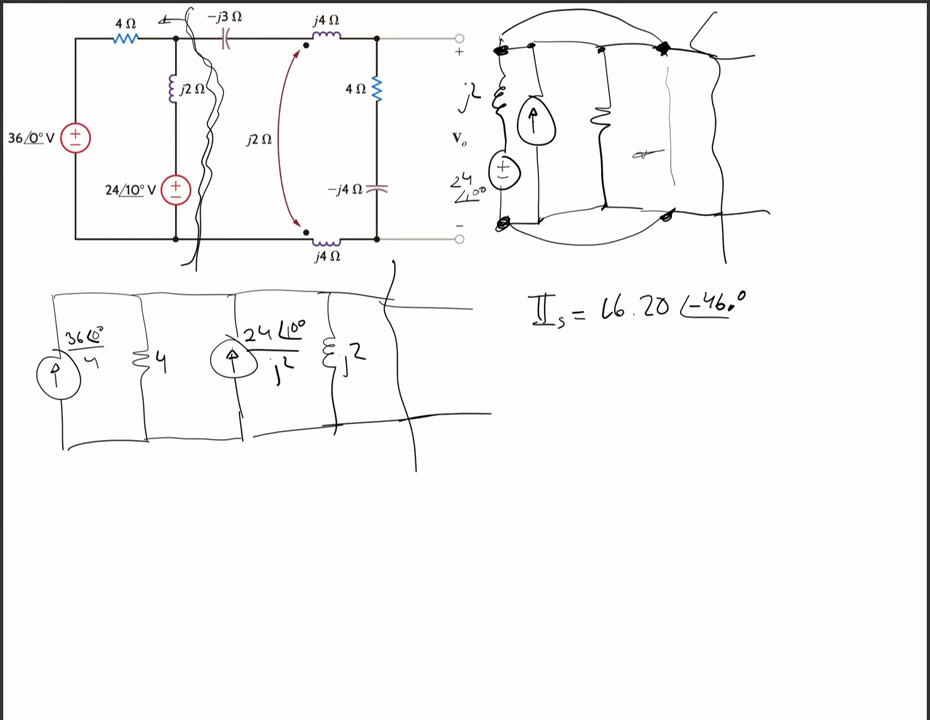 4 Ω
−j3 Ω
j4 Ω
j2 Ω
4 Ω
+
36/0° V
+
−
j2 Ω
V_o
24/10° V
+
−
−j4 Ω
−
j4 Ω
j2
24
∠10°
+
−
36∠0°
4
4
24∠10°
j2
j2
I_s = 16.20 ∠-46.°